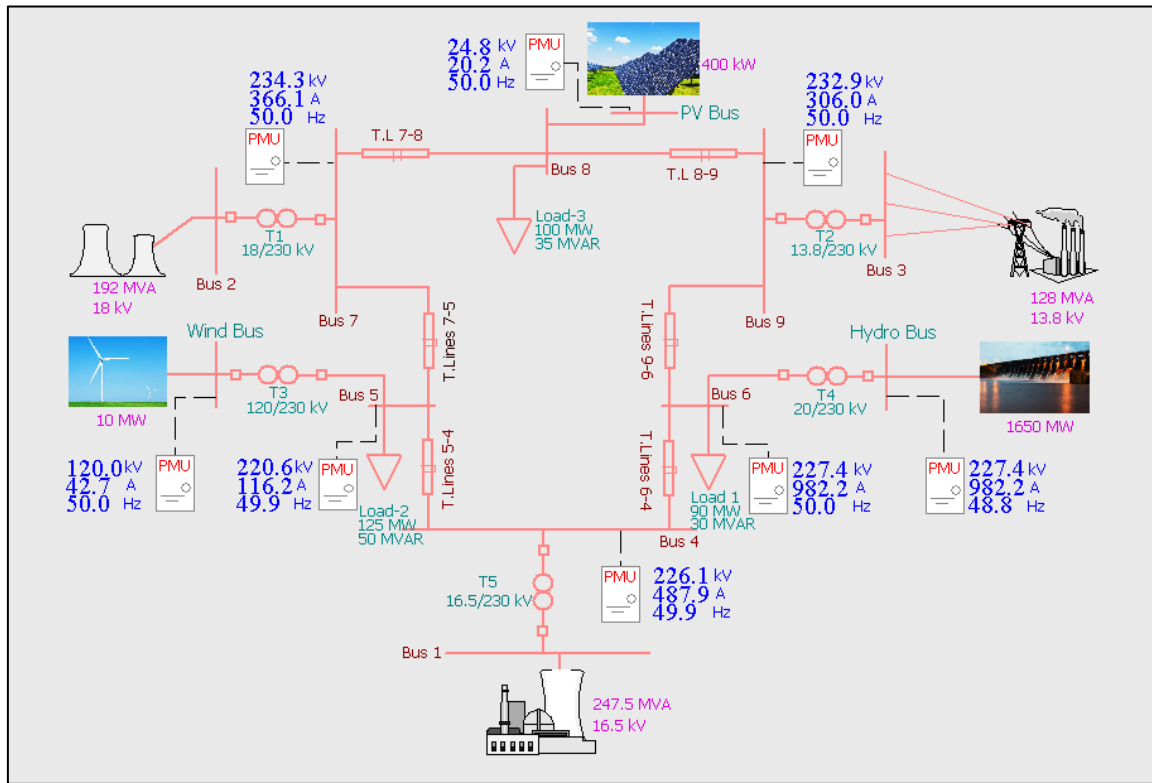 24.8 kV
20.2 A
50.0 Hz
PMU
400 kW
PV Bus
234.3 kV
366.1 A
50.0 Hz
PMU
232.9 kV
306.0 A
50.0 Hz
PMU
T.L 7-8
Bus 8
T.L 8-9
Load-3
100 MW
35 MVAR
T1
18/230 kV
T2
13.8/230 kV
Bus 2
Bus 3
192 MVA
18 kV
128 MVA
13.8 kV
Bus 7
Bus 9
T.Lines 7-5
T.Lines 9-6
Wind Bus
Hydro Bus
T3
120/230 kV
Bus 5
Bus 6
T4
20/230 kV
10 MW
1650 MW
120.0 kV
42.7 A
50.0 Hz
PMU
220.6 kV
116.2 A
49.9 Hz
PMU
Load-2
125 MW
50 MVAR
T.Lines 5-4
T.Lines 6-4
Load 1
90 MW
30 MVAR
PMU
227.4 kV
982.2 A
50.0 Hz
PMU
227.4 kV
982.2 A
48.8 Hz
Bus 4
T5
16.5/230 kV
PMU
226.1 kV
487.9 A
49.9 Hz
Bus 1
247.5 MVA
16.5 kV